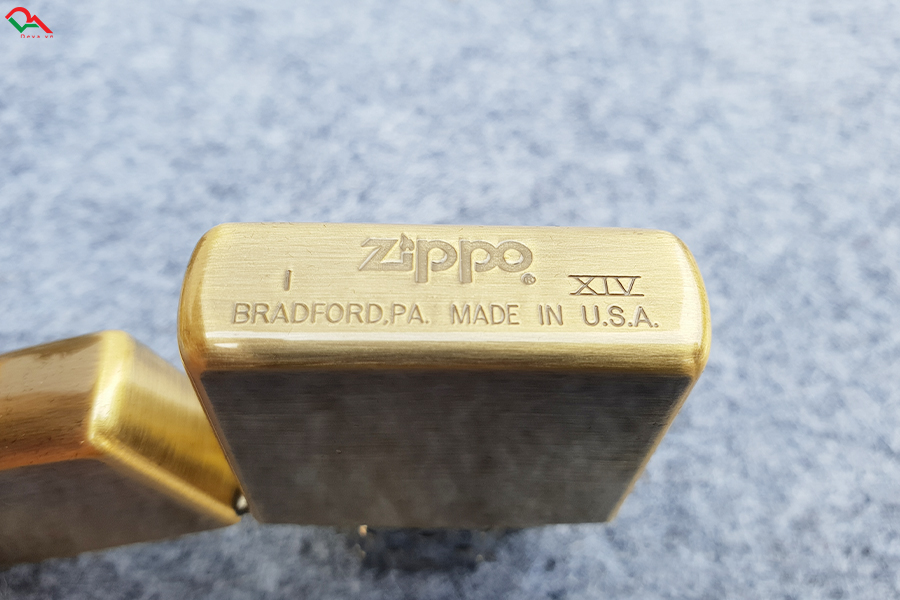 zippo®
I XIV
BRADFORD,PA. MADE IN U.S.A.